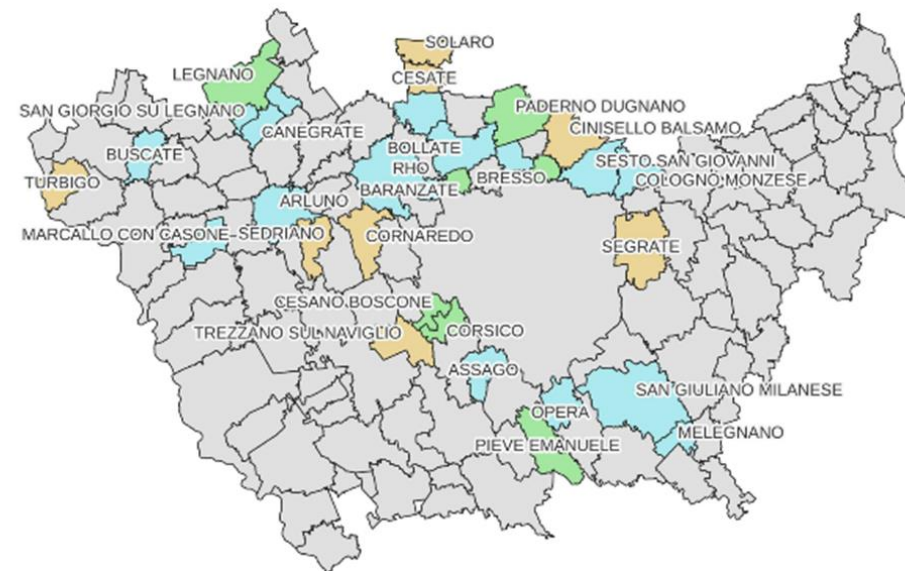 SOLARO
LEGNANO
CESATE
SAN GIORGIO SU LEGNANO
PADERNO DUGNANO
CANEGRATE
CINISELLO BALSAMO
BUSCATE
BOLLATE
SESTO SAN GIOVANNI
RHO
BRESSO
COLOGNO MONZESE
TURBIGO
BARANZATE
ARLUNO
MARCALLO CON CASONE
SEDRIANO
CORNAREDO
SEGRATE
CESANO BOSCONE
TREZZANO SUL NAVIGLIO
CORSICO
ASSAGO
SAN GIULIANO MILANESE
OPERA
MELEGNANO
PIEVE EMANUELE